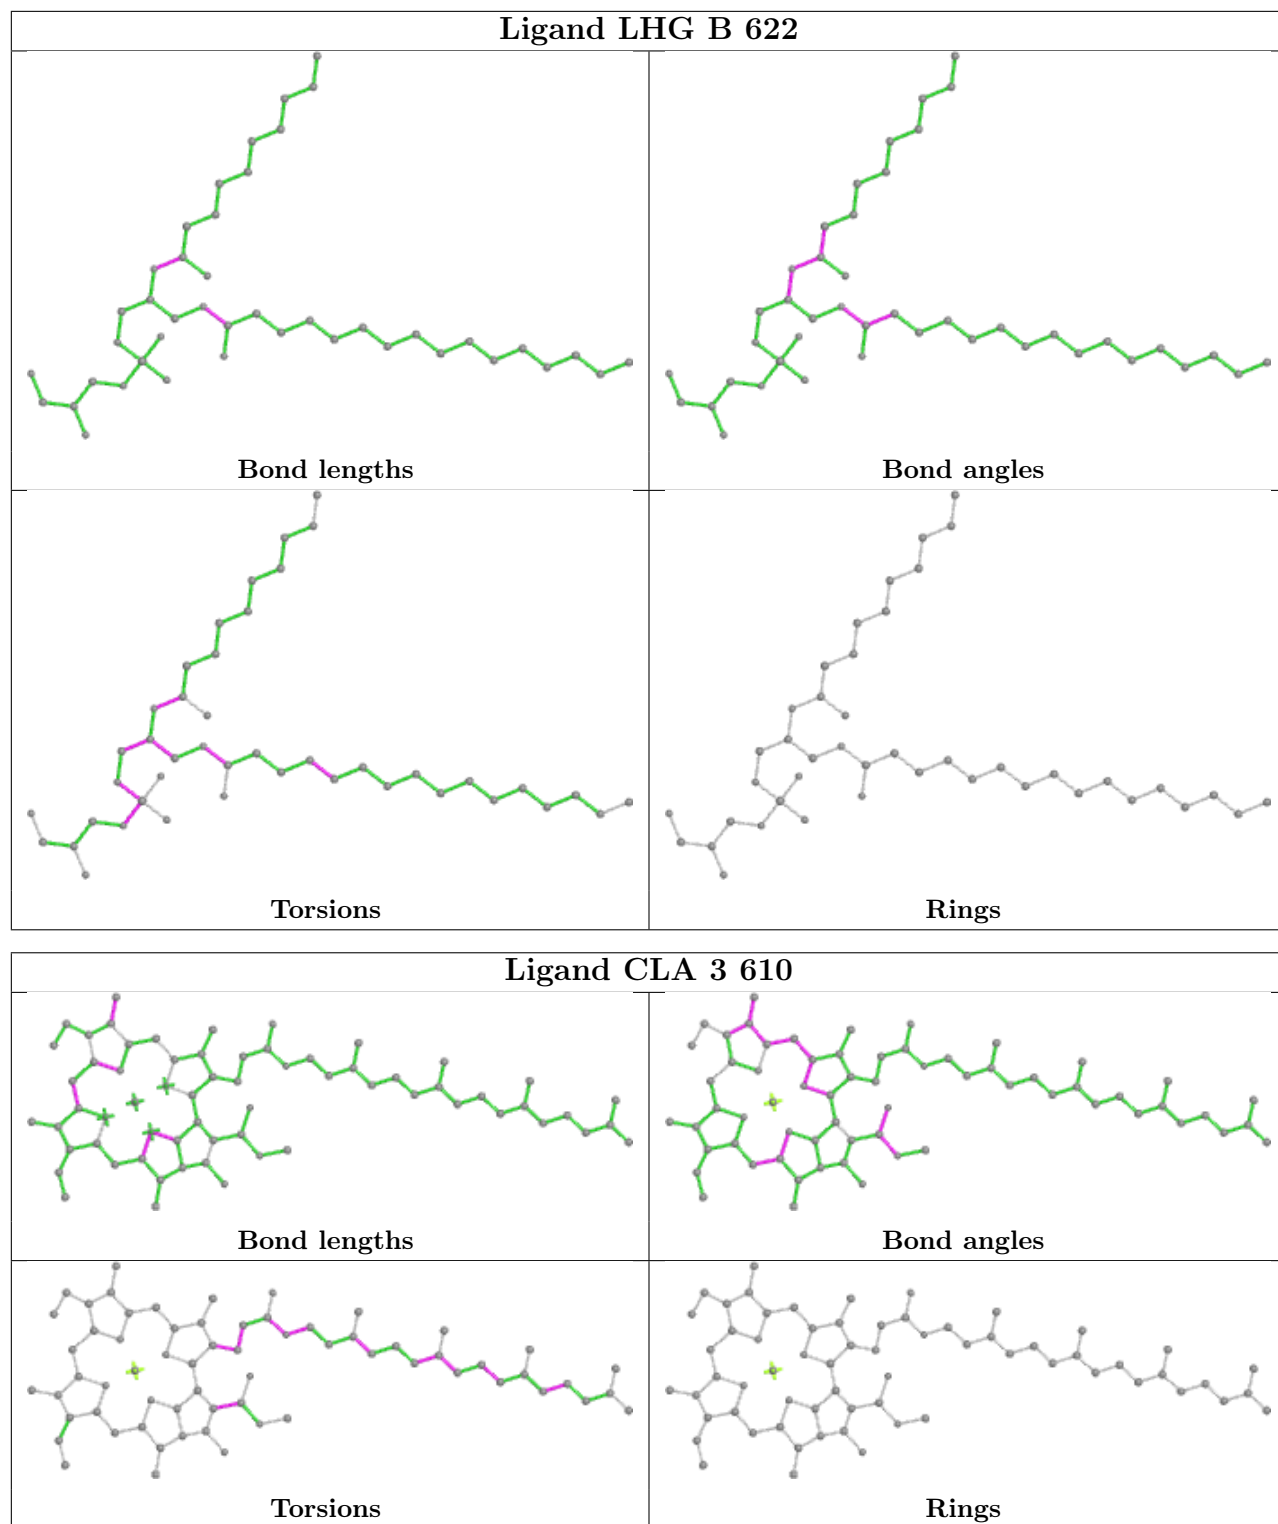 Ligand LHG B 622
Bond lengths
Bond angles
Torsions
Rings
Ligand CLA 3 610
Bond lengths
Bond angles
Torsions
Rings